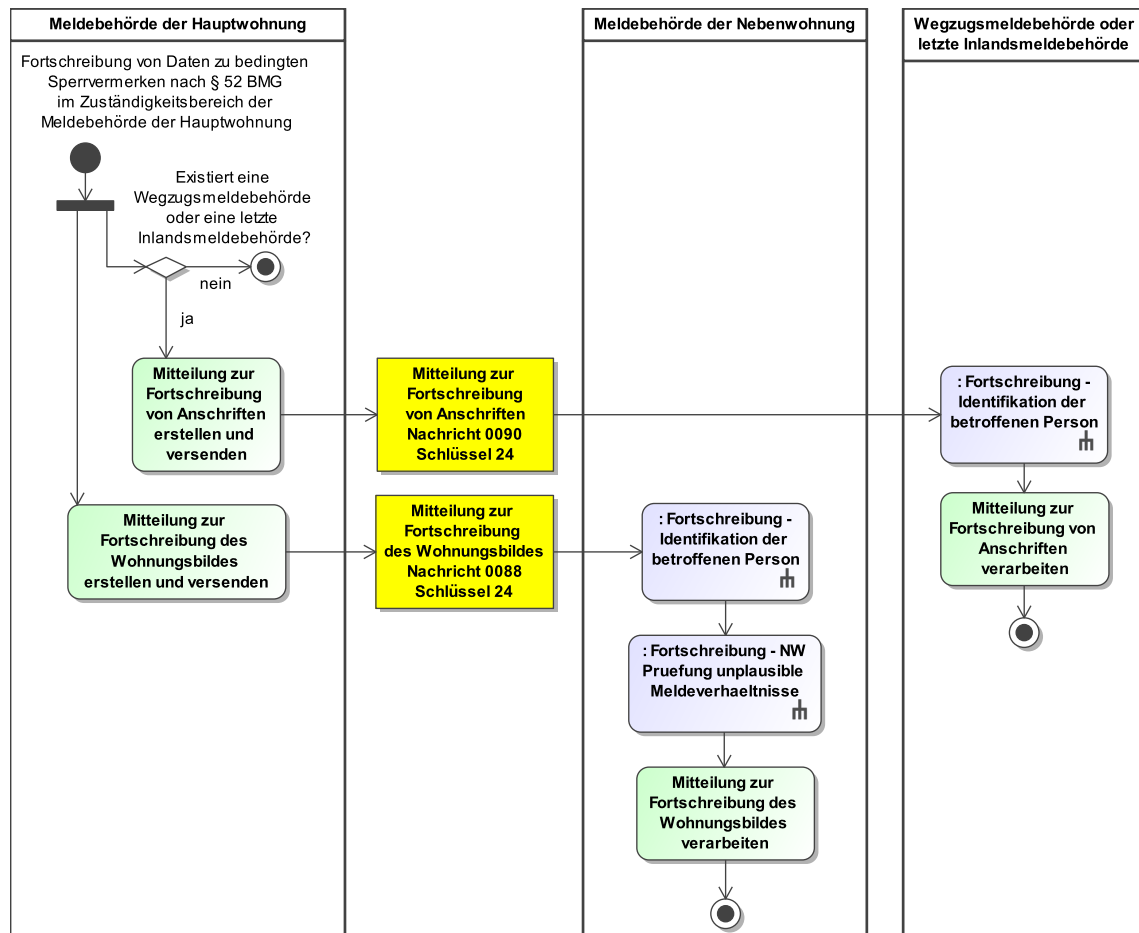 Meldebehörde der Hauptwohnung
Meldebehörde der Nebenwohnung
Wegzugsmeldebehörde oder
letzte Inlandsmeldebehörde
Fortschreibung von Daten zu bedingten
Sperrvermerken nach § 52 BMG
im Zuständigkeitsbereich der
Meldebehörde der Hauptwohnung
Existiert eine
Wegzugsmeldebehörde
oder eine letzte
Inlandsmeldebehörde?
nein
ja
Mitteilung zur
Fortschreibung
von Anschriften
erstellen und
versenden
Mitteilung zur
Fortschreibung
von Anschriften
Nachricht 0090
Schlüssel 24
: Fortschreibung -
Identifikation der
betroffenen Person
Mitteilung zur
Fortschreibung von
Anschriften
verarbeiten
Mitteilung zur
Fortschreibung des
Wohnungsbildes
erstellen und versenden
Mitteilung zur
Fortschreibung
des Wohnungsbildes
Nachricht 0088
Schlüssel 24
: Fortschreibung -
Identifikation der
betroffenen Person
: Fortschreibung - NW
Pruefung unplausible
Meldeverhaeltnisse
Mitteilung zur
Fortschreibung des
Wohnungsbildes
verarbeiten